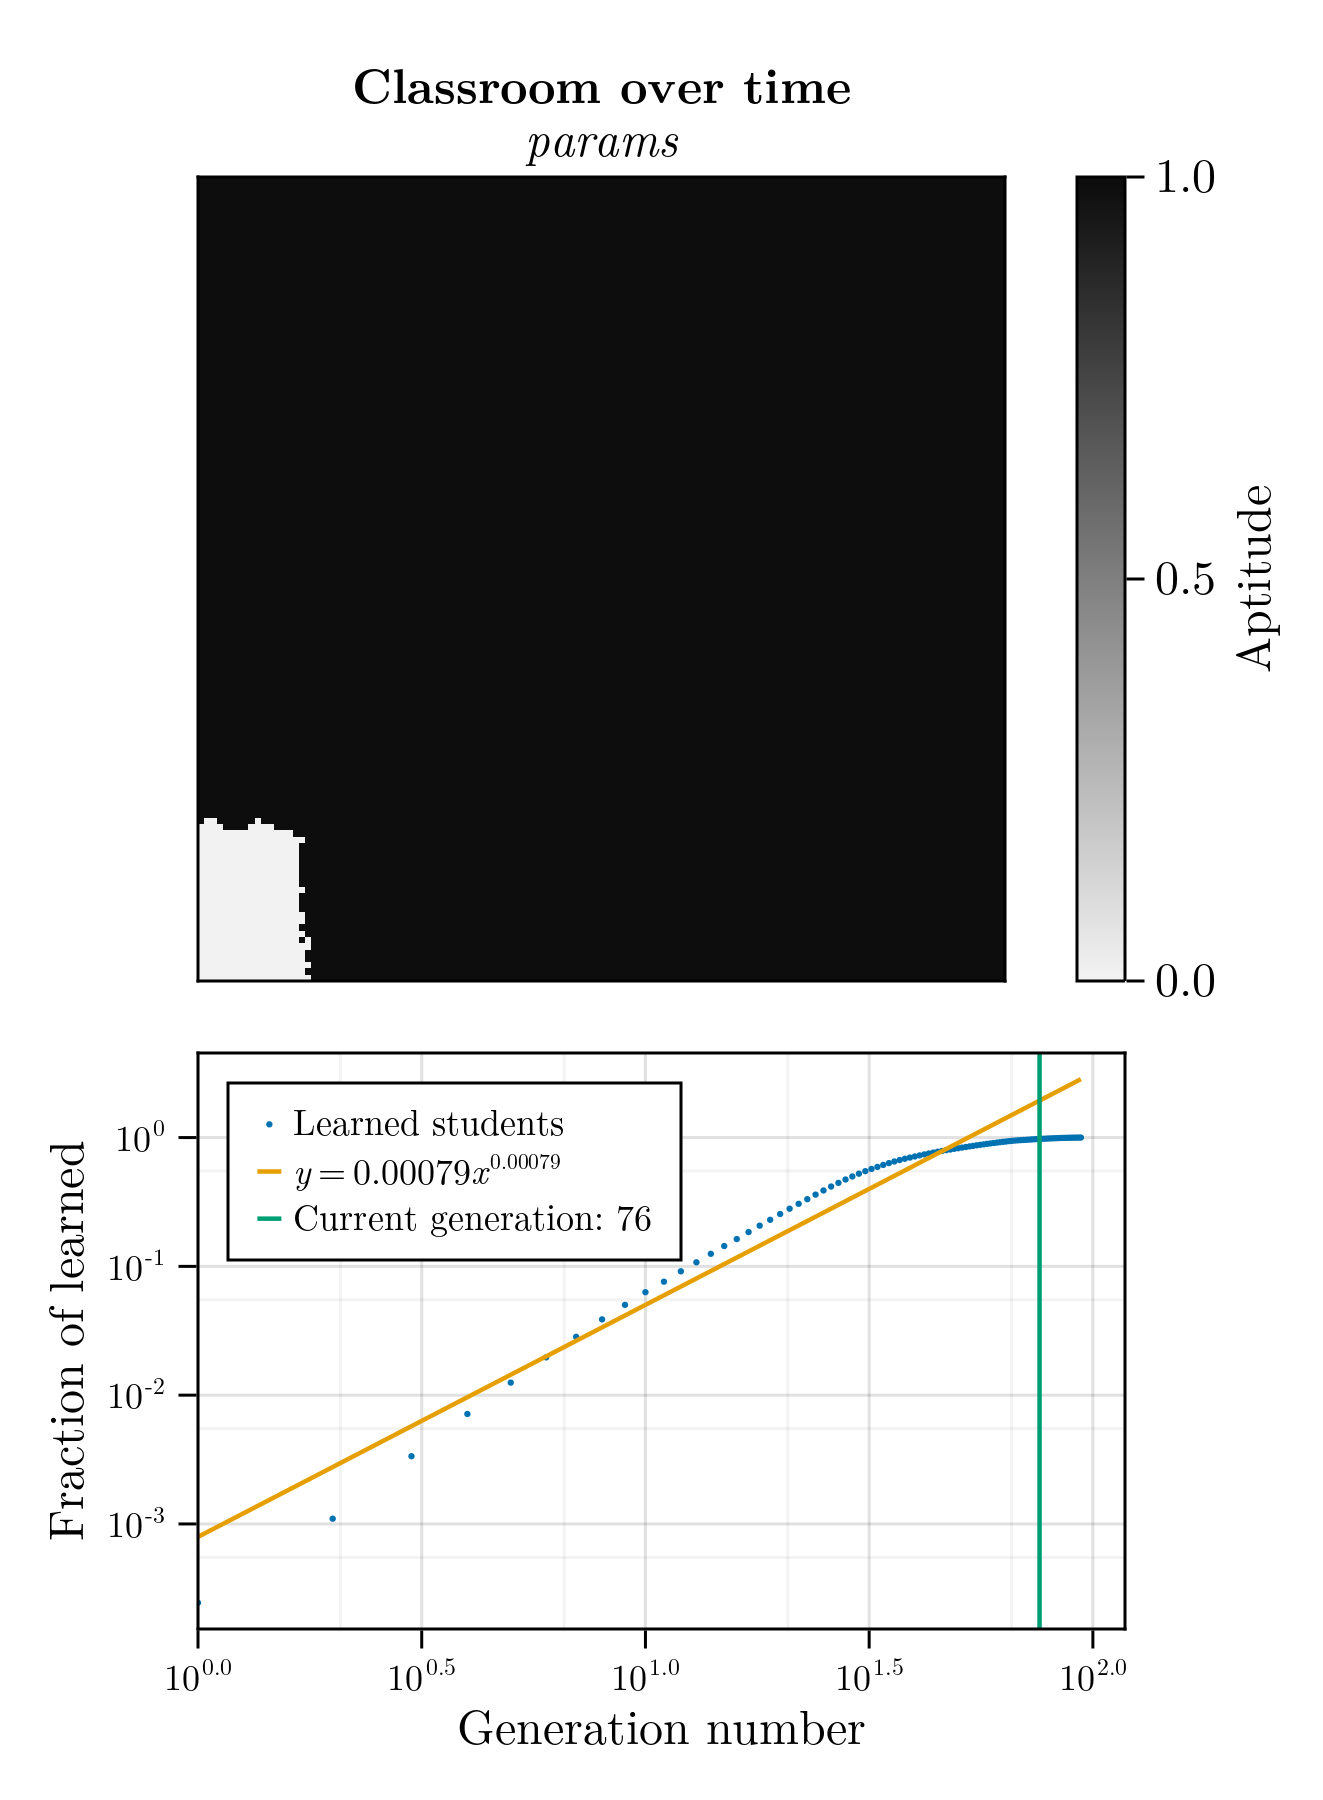 Classroom over time
params
1.0
0.5
0.0
Aptitude
Learned students
y = 0.00079x^0.00079
Current generation: 76
10^0
10^-1
10^-2
10^-3
Fraction of learned
10^0.0 10^0.5 10^1.0 10^1.5 10^2.0
Generation number